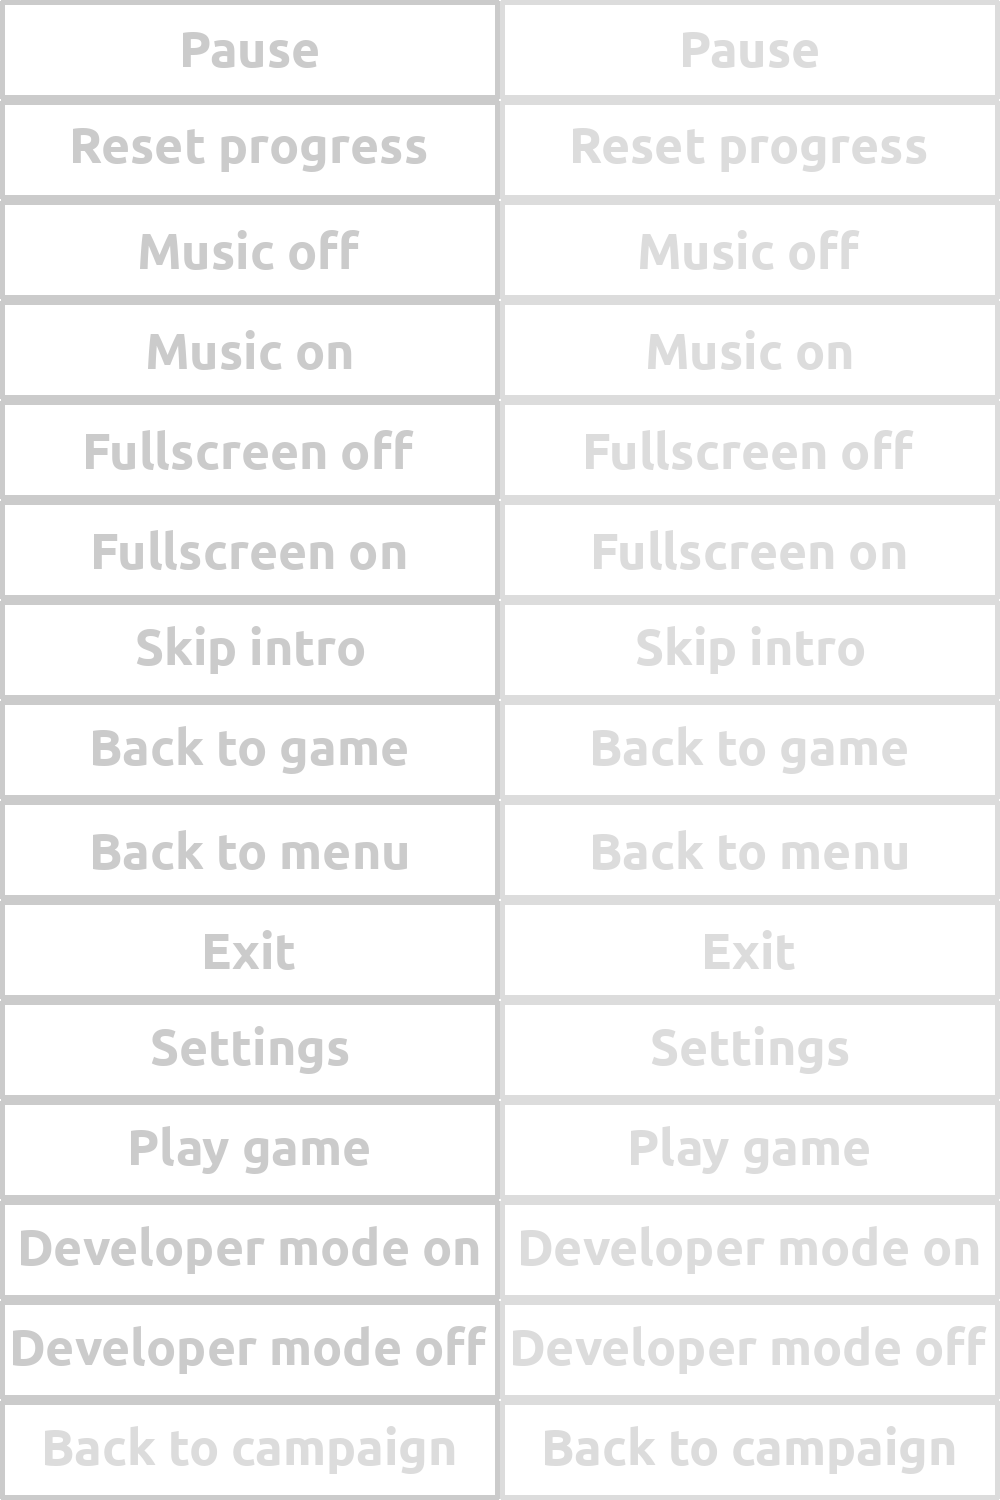 Pause Pause
Reset progress Reset progress
Music off Music off
Music on Music on
Fullscreen off Fullscreen off
Fullscreen on Fullscreen on
Skip intro Skip intro
Back to game Back to game
Back to menu Back to menu
Exit Exit
Settings Settings
Play game Play game
Developer mode on Developer mode on
Developer mode off Developer mode off
Back to campaign Back to campaign